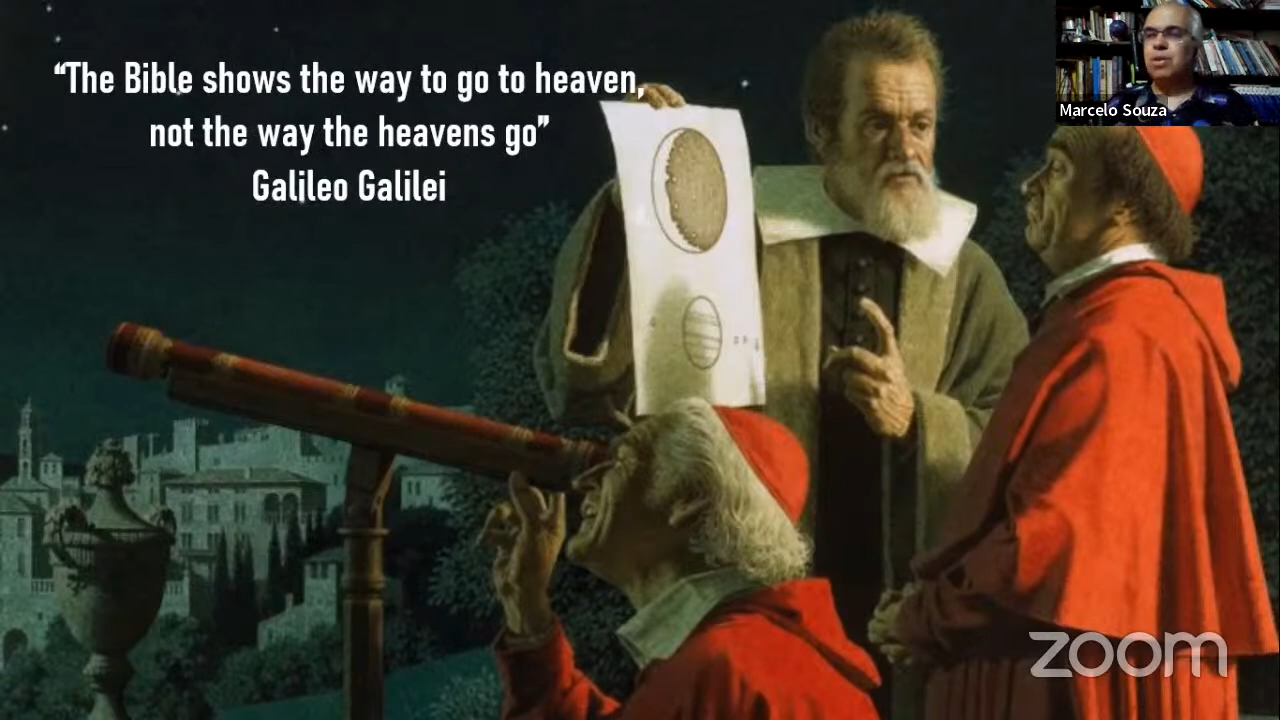 “The Bible shows the way to go to heaven,
not the way the heavens go”
Galileo Galilei
Marcelo Souza
zoom